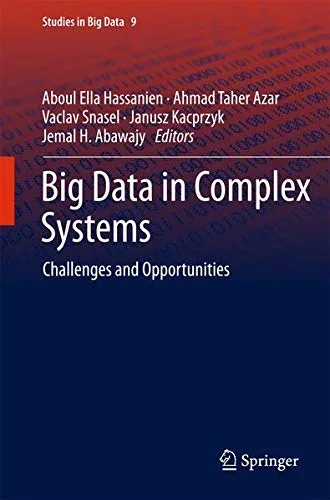 Studies in Big Data 9
Aboul Ella Hassanien · Ahmad Taher Azar
Vaclav Snasel · Janusz Kacprzyk
Jemal H. Abawajy Editors
Big Data in Complex
Systems
Challenges and Opportunities
Springer